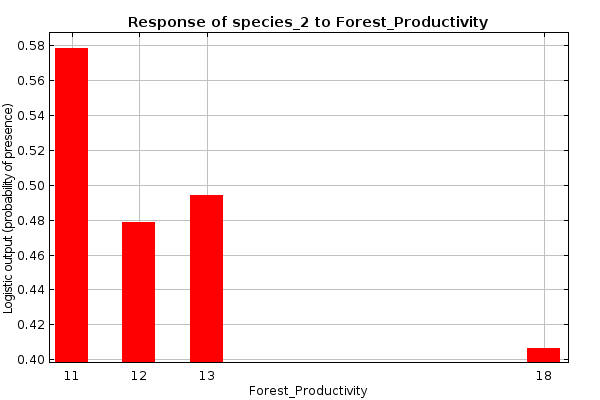 Response of species_2 to Forest_Productivity
Logistic output (probability of presence)
0.58
0.56
0.54
0.52
0.50
0.48
0.46
0.44
0.42
0.40
11 12 13 18
Forest_Productivity